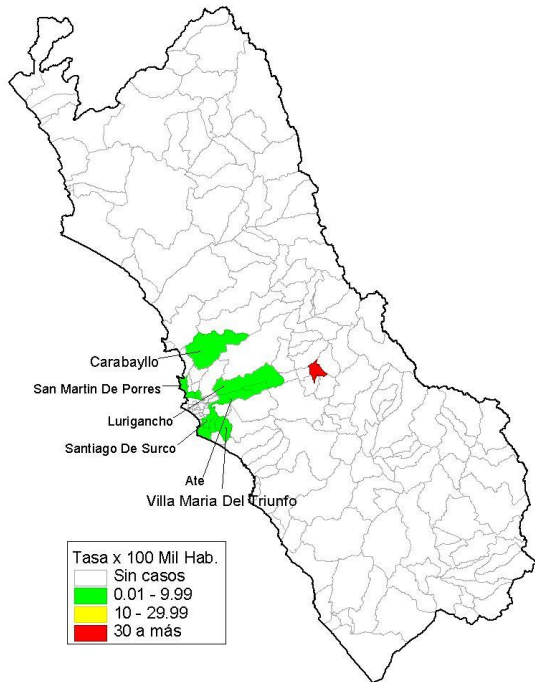 Carabayllo
San Martin De Porres
Lurigancho
Santiago De Surco
Ate
Villa Maria Del Triunfo
Tasa x 100 Mil Hab.
Sin casos
0.01 - 9.99
10 - 29.99
30 a más